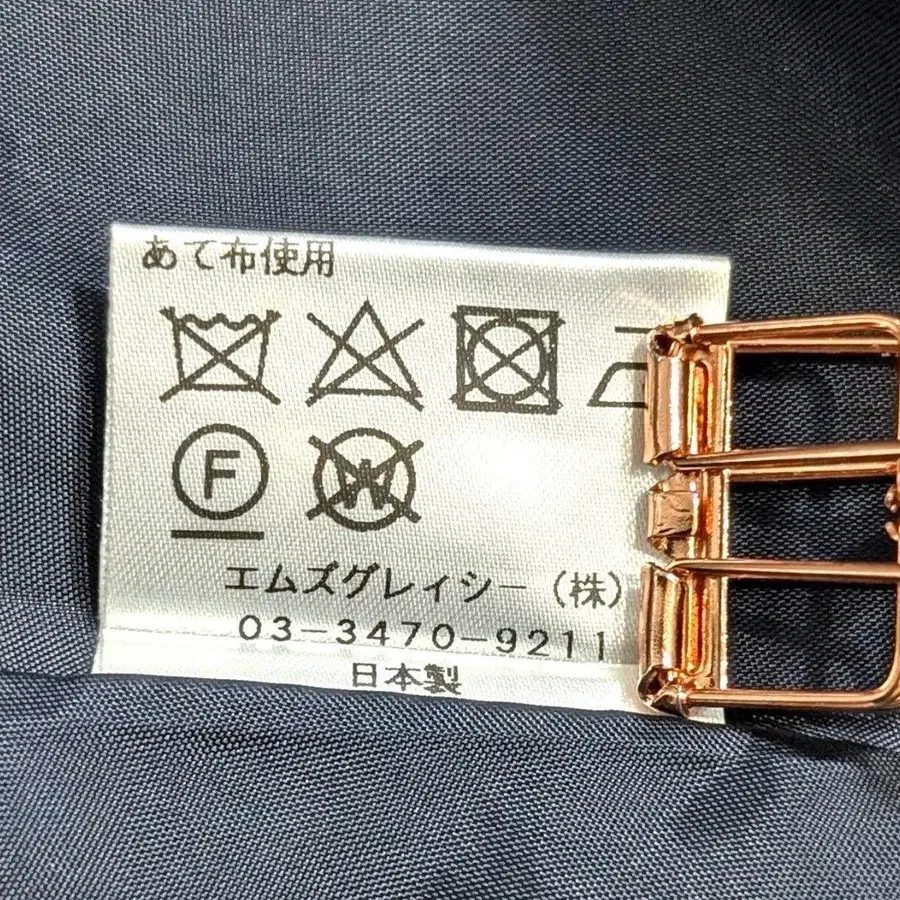 あて布使用
F
W
エムズグレイシー(株)
03-3470-9211
日本製